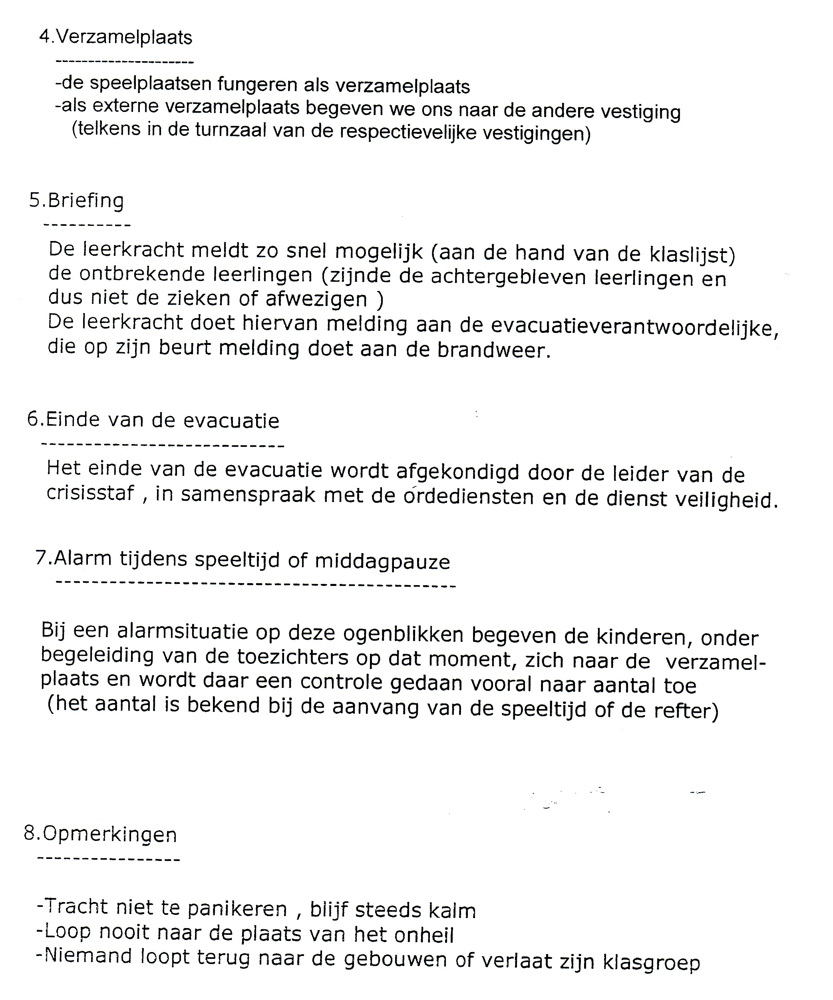 4.Verzamelplaats
---------------------
-de speelplaatsen fungeren als verzamelplaats
-als externe verzamelplaats begeven we ons naar de andere vestiging
(telkens in de turnzaal van de respectievelijke vestigingen)
5.Briefing
----------
De leerkracht meldt zo snel mogelijk (aan de hand van de klaslijst)
de ontbrekende leerlingen (zijnde de achtergebleven leerlingen en
dus niet de zieken of afwezigen )
De leerkracht doet hiervan melding aan de evacuatieverantwoordelijke,
die op zijn beurt melding doet aan de brandweer.
6.Einde van de evacuatie
---------------------------
Het einde van de evacuatie wordt afgekondigd door de leider van de
crisisstaf , in samenspraak met de ordediensten en de dienst veiligheid.
7.Alarm tijdens speeltijd of middagpauze
---------------------------------------------
Bij een alarmsituatie op deze ogenblikken begeven de kinderen, onder
begeleiding van de toezichters op dat moment, zich naar de verzamel-
plaats en wordt daar een controle gedaan vooral naar aantal toe
(het aantal is bekend bij de aanvang van de speeltijd of de refter)
8.Opmerkingen
----------------
-Tracht niet te panikeren , blijf steeds kalm
-Loop nooit naar de plaats van het onheil
-Niemand loopt terug naar de gebouwen of verlaat zijn klasgroep